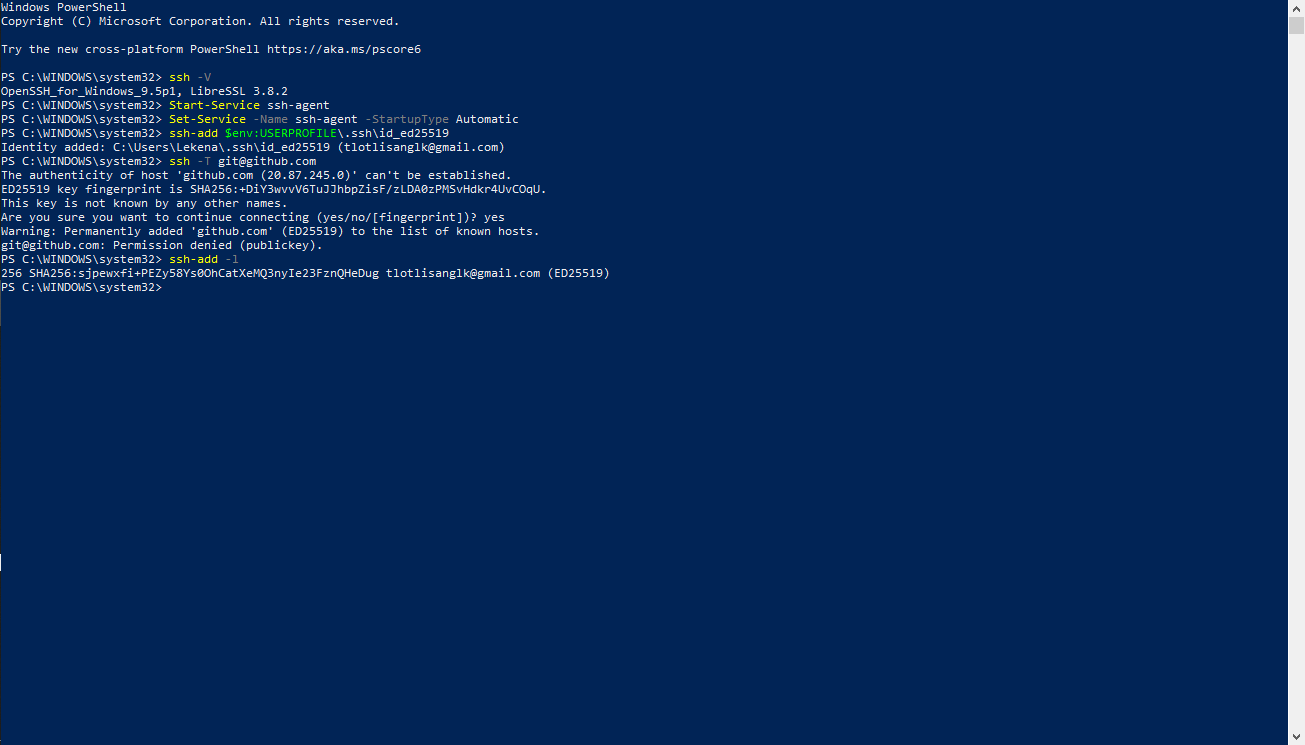 Windows PowerShell
Copyright (C) Microsoft Corporation. All rights reserved.
Try the new cross-platform PowerShell https://aka.ms/pscore6
PS C:\WINDOWS\system32> ssh -V
OpenSSH_for_Windows_9.5p1, LibreSSL 3.8.2
PS C:\WINDOWS\system32> Start-Service ssh-agent
PS C:\WINDOWS\system32> Set-Service -Name ssh-agent -StartupType Automatic
PS C:\WINDOWS\system32> ssh-add $env:USERPROFILE\.ssh\id_ed25519
Identity added: C:\Users\Lekena\.ssh\id_ed25519 (tlotlisanglk@gmail.com)
PS C:\WINDOWS\system32> ssh -T git@github.com
The authenticity of host 'github.com (20.87.245.0)' can't be established.
ED25519 key fingerprint is SHA256:+DiY3wvvV6TuJJhbpZisF/zLDA0zPMSvHdkr4UvCOqU.
This key is not known by any other names.
Are you sure you want to continue connecting (yes/no/[fingerprint])? yes
Warning: Permanently added 'github.com' (ED25519) to the list of known hosts.
git@github.com: Permission denied (publickey).
PS C:\WINDOWS\system32> ssh-add -l
256 SHA256:sjpewxfi+PEZy58Ys0OhCatXeMQ3nyIe23FznQHeDug tlotlisanglk@gmail.com (ED25519)
PS C:\WINDOWS\system32>